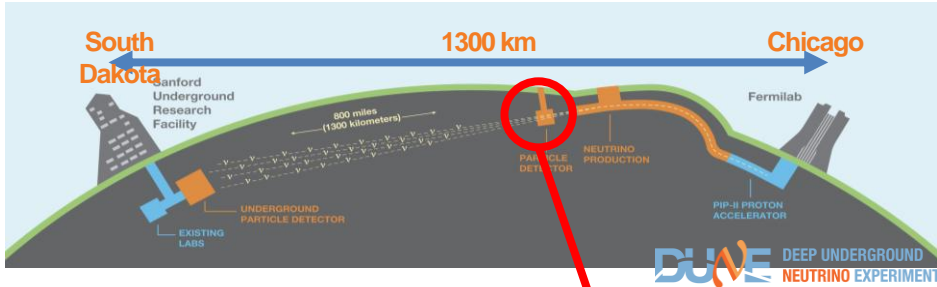 South
Dakota
1300 km
Chicago
Sanford
Underground
Research
Facility
800 miles
(1300 kilometers)
Fermilab
PARTICLE
DETECTOR
NEUTRINO
PRODUCTION
UNDERGROUND
PARTICLE DETECTOR
EXISTING
LABS
PIP-II PROTON
ACCELERATOR
DUNE
DEEP UNDERGROUND
NEUTRINO EXPERIMENT